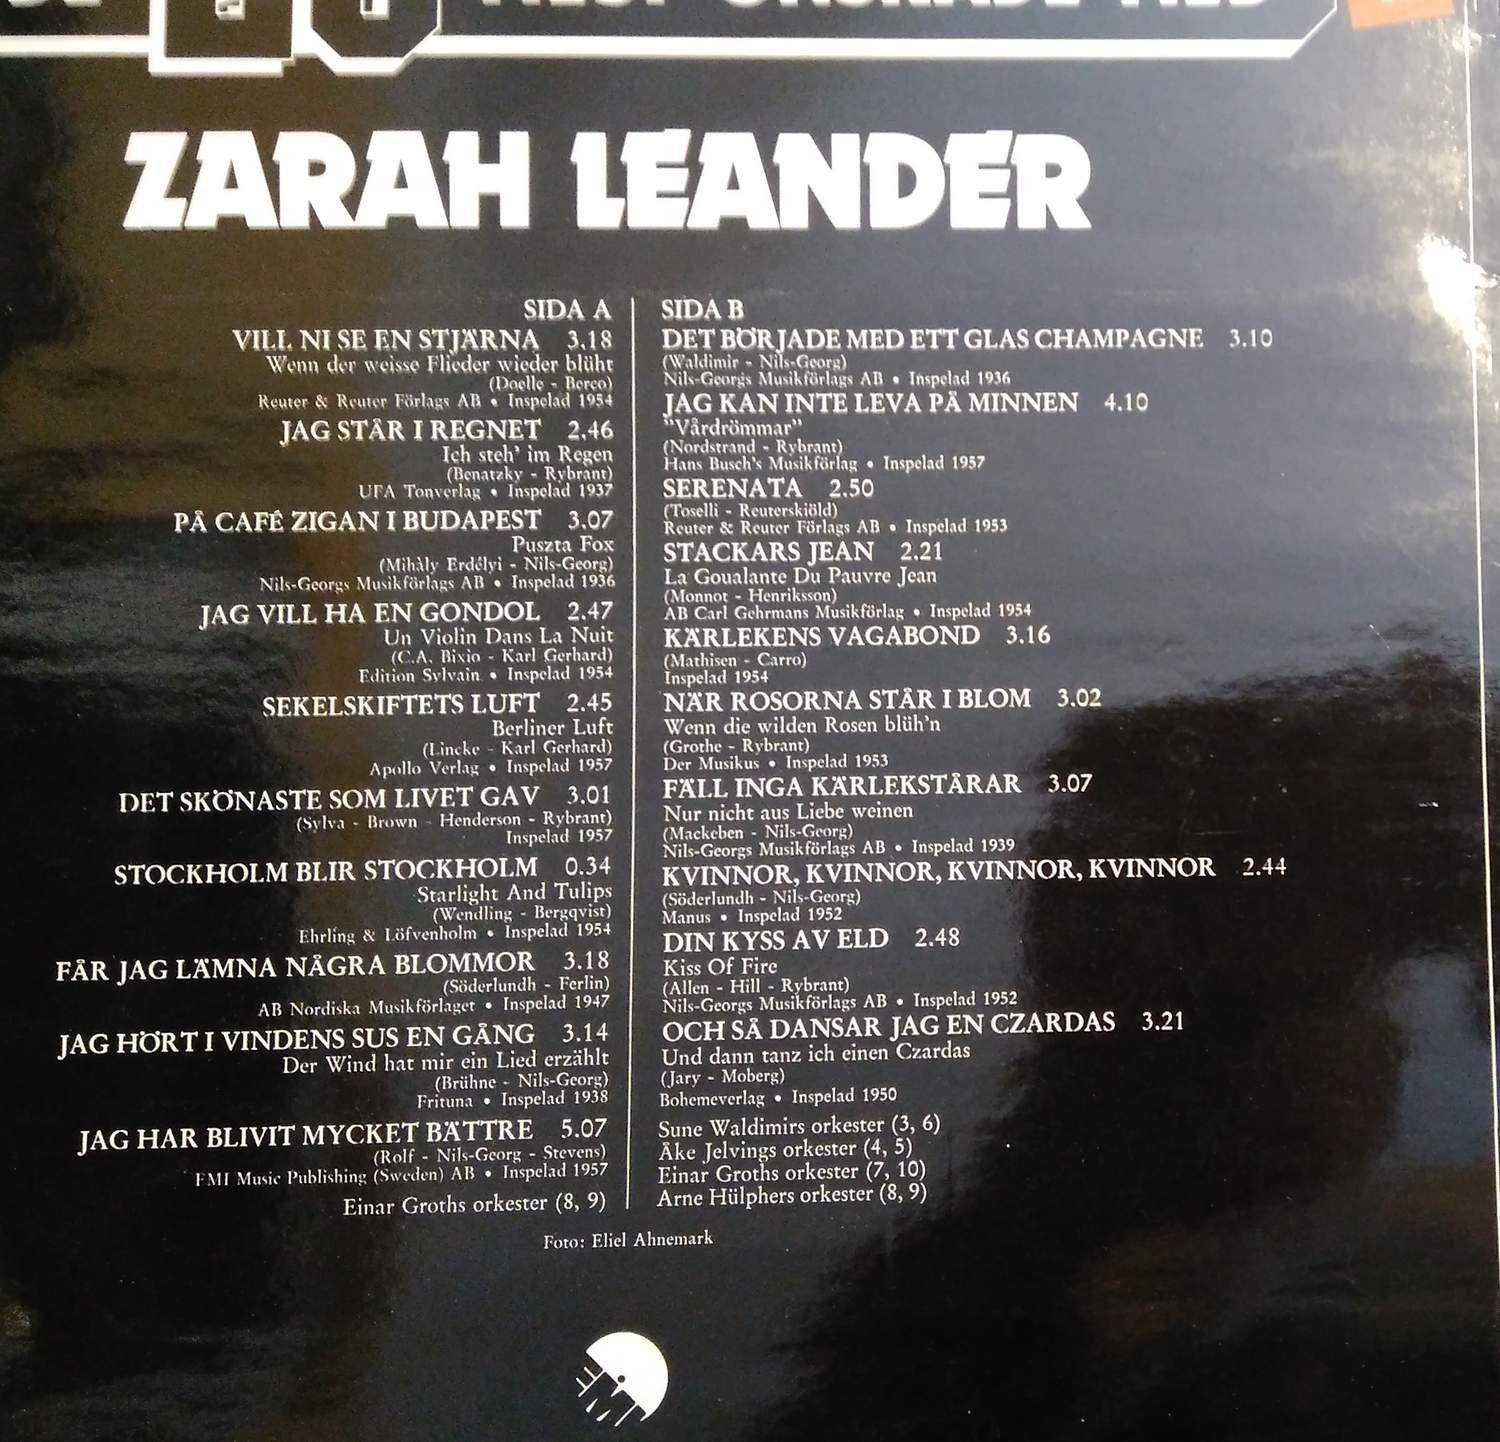 20 MEST ÖNSKADE MED
ZARAH LEANDER
SIDA A
VILL NI SE EN STJÄRNA 3.18
Wenn der weisse Flieder wieder blüht
(Doelle - Berco)
Reuter & Reuter Förlags AB • Inspelad 1954
JAG STÅR I REGNET 2.46
Ich steh' im Regen
(Benatzky - Rybrant)
UFA Tonverlag • Inspelad 1937
PÅ CAFÉ ZIGAN I BUDAPEST 3.07
Puszta Fox
(Mihàly Erdélyi - Nils-Georg)
Nils-Georgs Musikförlags AB • Inspelad 1936
JAG VILL HA EN GONDOL 2.47
Un Violin Dans La Nuit
(C.A. Bixio - Karl Gerhard)
Edition Sylvain • Inspelad 1954
SEKELSKIFTETS LUFT 2.45
Berliner Luft
(Lincke - Karl Gerhard)
Apollo Verlag • Inspelad 1957
DET SKÖNASTE SOM LIVET GAV 3.01
(Sylva - Brown - Henderson - Rybrant)
Inspelad 1957
STOCKHOLM BLIR STOCKHOLM 0.34
Starlight And Tulips
(Wendling - Bergqvist)
Ehrling & Löfvenholm • Inspelad 1954
FÅR JAG LÄMNA NÅGRA BLOMMOR 3.18
(Söderlundh - Ferlin)
AB Nordiska Musikförlaget • Inspelad 1947
JAG HÖRT I VINDENS SUS EN GÅNG 3.14
Der Wind hat mir ein Lied erzählt
(Brühne - Nils-Georg)
Frituna • Inspelad 1938
JAG HAR BLIVIT MYCKET BÄTTRE 5.07
(Rolf - Nils-Georg - Stevens)
EMI Music Publishing (Sweden) AB • Inspelad 1957
Einar Groths orkester (8, 9)
SIDA B
DET BÖRJADE MED ETT GLAS CHAMPAGNE 3.10
(Waldimir - Nils-Georg)
Nils-Georgs Musikförlags AB • Inspelad 1936
JAG KAN INTE LEVA PÅ MINNEN 4.10
"Vårdrömmar"
(Nordstrand - Rybrant)
Hans Busch's Musikförlag • Inspelad 1957
SERENATA 2.50
(Toselli - Reuterskiöld)
Reuter & Reuter Förlags AB • Inspelad 1953
STACKARS JEAN 2.21
La Goualante Du Pauvre Jean
(Monnot - Henriksson)
AB Carl Gehrmans Musikförlag • Inspelad 1954
KÄRLEKENS VAGABOND 3.16
(Mathisen - Carro)
Inspelad 1954
NÄR ROSORNA STÅR I BLOM 3.02
Wenn die wilden Rosen blüh'n
(Grothe - Rybrant)
Der Musikus • Inspelad 1953
FÄLL INGA KÄRLEKSTÅRAR 3.07
Nur nicht aus Liebe weinen
(Mackeben - Nils-Georg)
Nils-Georgs Musikförlags AB • Inspelad 1939
KVINNOR, KVINNOR, KVINNOR, KVINNOR 2.44
(Söderlundh - Nils-Georg)
Manus • Inspelad 1952
DIN KYSS AV ELD 2.48
Kiss Of Fire
(Allen - Hill - Rybrant)
Nils-Georgs Musikförlags AB • Inspelad 1952
OCH SÅ DANSAR JAG EN CZARDAS 3.21
Und dann tanz ich einen Czardas
(Jary - Moberg)
Bohemeverlag • Inspelad 1950
Sune Waldimirs orkester (3, 6)
Åke Jelvings orkester (4, 5)
Einar Groths orkester (7, 10)
Arne Hülphers orkester (8, 9)
Foto: Eliel Ahnemark
EMI